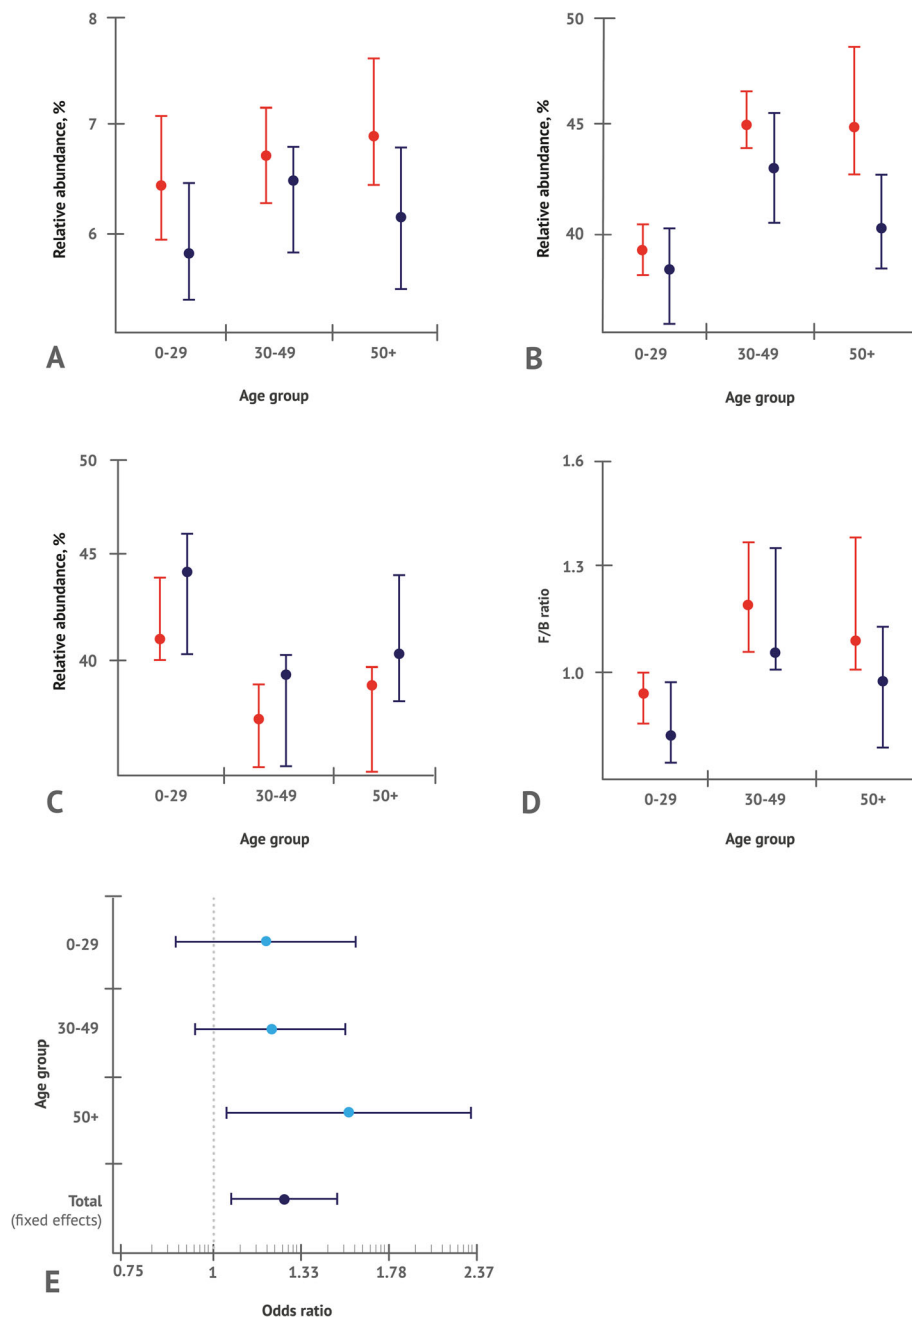 8
7
6
Relative abundance, %
0-29
30-49
50+
Age group
A
50
45
40
Relative abundance, %
0-29
30-49
50+
Age group
B
50
45
40
Relative abundance, %
0-29
30-49
50+
Age group
C
1.6
1.3
1.0
F/B ratio
0-29
30-49
50+
Age group
D
0-29
30-49
50+
Total
(fixed effects)
Age group
0.75
1
1.33
1.78
2.37
Odds ratio
E